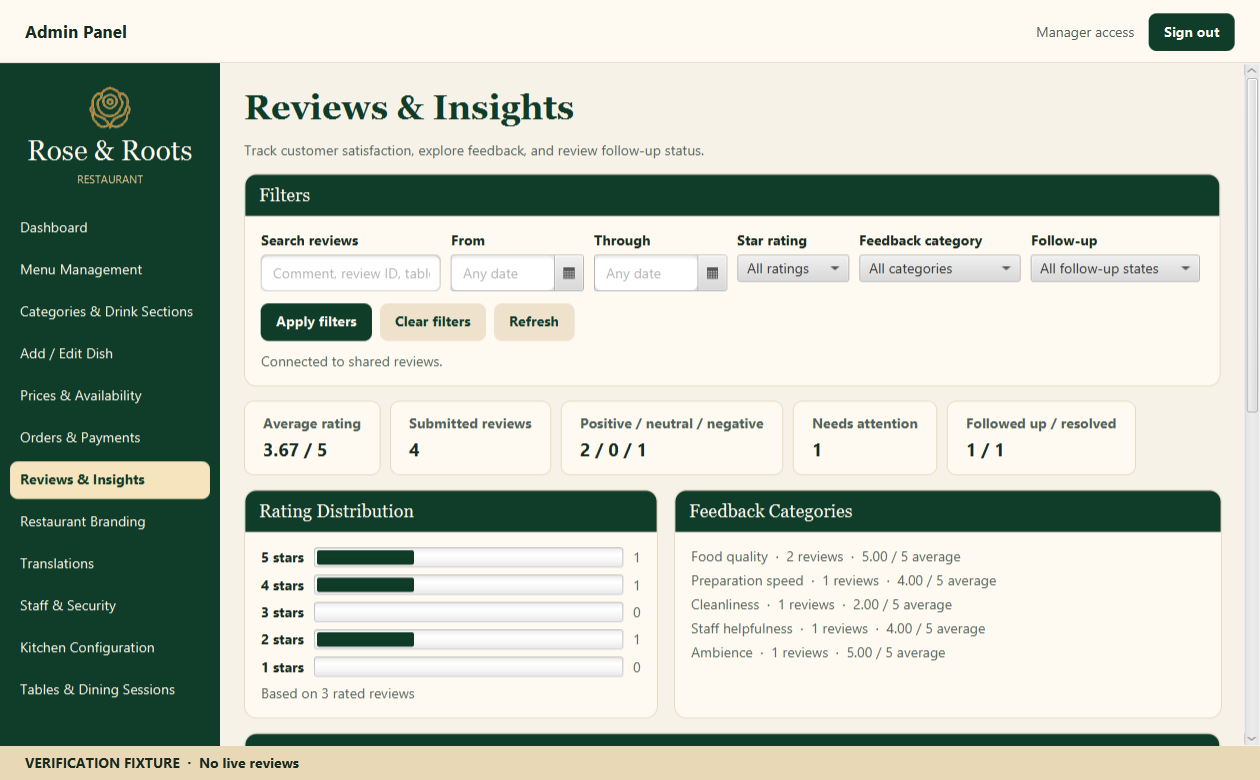 Admin Panel
Manager access
Sign out
Rose & Roots
RESTAURANT
Dashboard
Menu Management
Categories & Drink Sections
Add / Edit Dish
Prices & Availability
Orders & Payments
Reviews & Insights
Restaurant Branding
Translations
Staff & Security
Kitchen Configuration
Tables & Dining Sessions
Reviews & Insights
Track customer satisfaction, explore feedback, and review follow-up status.
Filters
Search reviews
From
Through
Star rating
Feedback category
Follow-up
Comment, review ID, tabl
Any date
Any date
All ratings
All categories
All follow-up states
Apply filters
Clear filters
Refresh
Connected to shared reviews.
Average rating
3.67 / 5
Submitted reviews
4
Positive / neutral / negative
2 / 0 / 1
Needs attention
1
Followed up / resolved
1 / 1
Rating Distribution
5 stars 1
4 stars 1
3 stars 0
2 stars 1
1 stars 0
Based on 3 rated reviews
Feedback Categories
Food quality · 2 reviews · 5.00 / 5 average
Preparation speed · 1 reviews · 4.00 / 5 average
Cleanliness · 1 reviews · 2.00 / 5 average
Staff helpfulness · 1 reviews · 4.00 / 5 average
Ambience · 1 reviews · 5.00 / 5 average
VERIFICATION FIXTURE · No live reviews